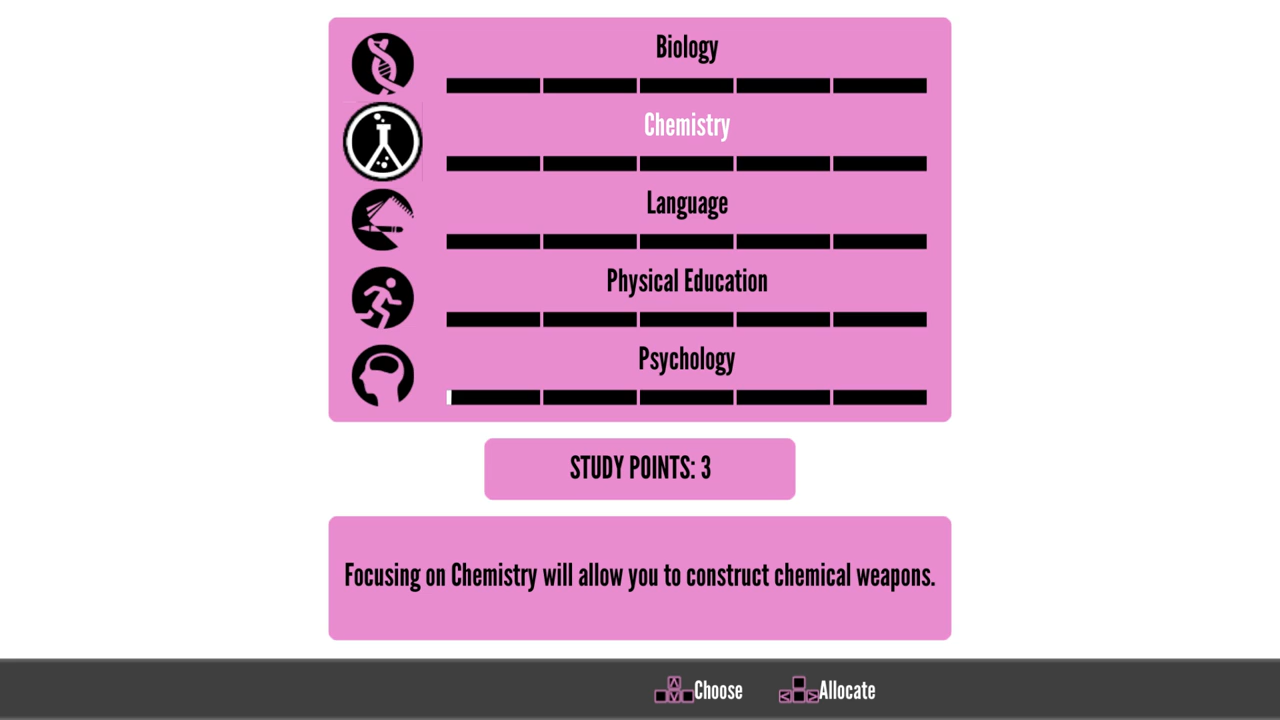 Biology
Chemistry
Language
Physical Education
Psychology
STUDY POINTS: 3
Focusing on Chemistry will allow you to construct chemical weapons.
Choose
Allocate